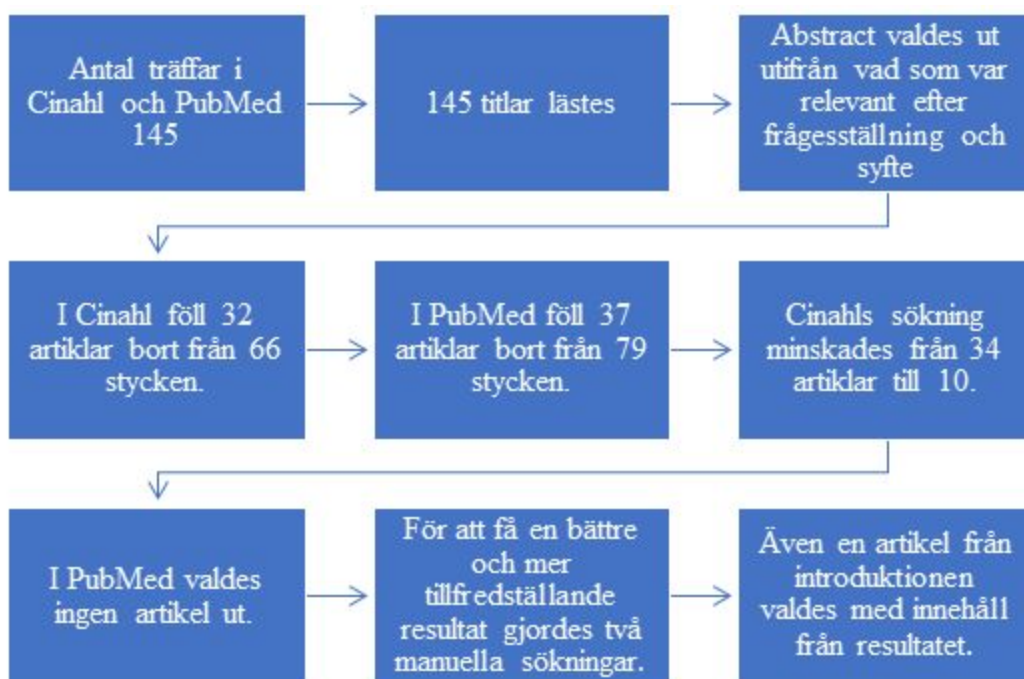 Antal träffar i
Cinahl och PubMed
145
145 titlar lästes
Abstract valdes ut
utifrån vad som var
relevant efter
frågesställning och
syfte
I Cinahl föll 32
artiklar bort från 66
stycken.
I PubMed föll 37
artiklar bort från 79
stycken.
Cinahls sökning
minskades från 34
artiklar till 10.
I PubMed valdes
ingen artikel ut.
För att få en bättre
och mer
tillfredställande
resultat gjordes två
manuella sökningar.
Även en artikel från
introduktionen
valdes med innehåll
från resultatet.